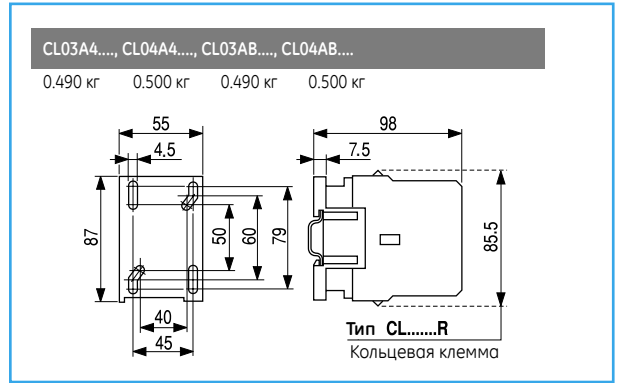 CL03A4...., CL04A4...., CL03AB...., CL04AB....
0.490 кг 0.500 кг 0.490 кг 0.500 кг
55
4.5
87
50
60
79
40
45
98
7.5
85.5
Тип CL.......R
Кольцевая клемма